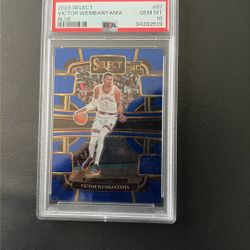 2023 SELECT #67
VICTOR WEMBANYAMA GEM MT
BLUE 10
PSA 94282519
SELECT
VICTOR WEMBANYAMA